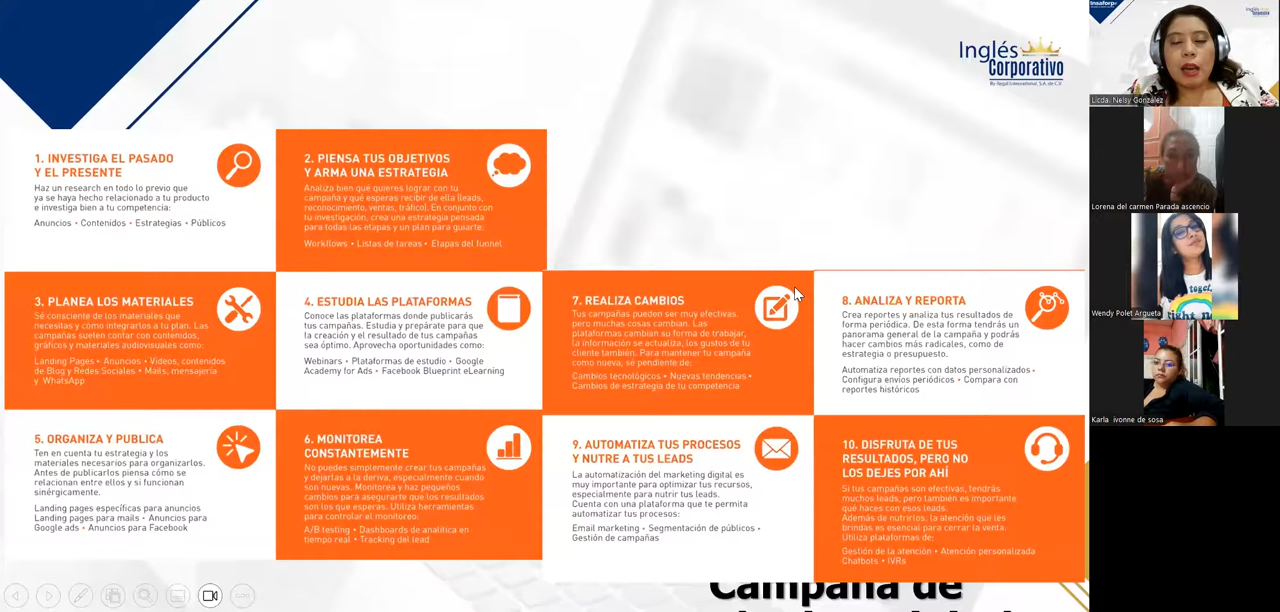 Inglés
Corporativo
By Regal International, S.A. de C.V.
1. INVESTIGA EL PASADO
Y EL PRESENTE
Haz un research en todo lo previo que
ya se haya hecho relacionado a tu producto
e investiga bien a tu competencia:
Anuncios • Contenidos • Estrategias • Públicos
2. PIENSA TUS OBJETIVOS
Y ARMA UNA ESTRATEGIA
Analiza bien qué quieres lograr con tu
campaña y qué esperas recibir de ella (leads,
reconocimiento, ventas, tráfico). En conjunto con
tu investigación, crea una estrategia pensada
para todas las etapas y un plan para guiarte:
Workflows • Listas de tareas • Etapas del funnel
3. PLANEA LOS MATERIALES
Sé consciente de los materiales que
necesitas y cómo integrarlos a tu plan. Las
campañas suelen contar con contenidos,
gráficos y materiales audiovisuales como:
Landing Pages • Anuncios • Videos, contenidos
de Blog y Redes Sociales • Mails, mensajería
y WhatsApp
4. ESTUDIA LAS PLATAFORMAS
Conoce las plataformas donde publicarás
tus campañas. Estudia y prepárate para que
la creación y el resultado de tus campañas
sea óptimo. Aprovecha oportunidades como:
Webinars • Plataformas de estudio • Google
Academy for Ads • Facebook Blueprint eLearning
7. REALIZA CAMBIOS
Tus campañas pueden ser muy efectivas,
pero muchas cosas cambian. Las
plataformas cambian su forma de trabajar,
la información se actualiza, los gustos de tu
cliente también. Para mantener tu campaña
como nueva, sé pendiente de:
Cambios tecnológicos • Nuevas tendencias •
Cambios de estrategia de tu competencia
8. ANALIZA Y REPORTA
Crea reportes y analiza tus resultados de
forma periódica. De esta forma tendrás un
panorama general de la campaña y podrás
hacer cambios más radicales, como de
estrategia o presupuesto.
Automatiza reportes con datos personalizados •
Configura envíos periódicos • Compara con
reportes históricos
5. ORGANIZA Y PUBLICA
Ten en cuenta tu estrategia y los
materiales necesarios para organizarlos.
Antes de publicarlos piensa cómo se
relacionan entre ellos y si funcionan
sinérgicamente.
Landing pages específicas para anuncios
Landing pages para mails • Anuncios para
Google ads • Anuncios para Facebook
6. MONITOREA
CONSTANTEMENTE
No puedes simplemente crear tus campañas
y dejarlas a la deriva, especialmente cuando
son nuevas. Monitorea y haz pequeños
cambios para asegurarte que los resultados
son los que esperas. Utiliza herramientas
para controlar el monitoreo:
A/B testing • Dashboards de analítica en
tiempo real • Tracking del lead
9. AUTOMATIZA TUS PROCESOS
Y NUTRE A TUS LEADS
La automatización del marketing digital es
muy importante para optimizar tus recursos,
especialmente para nutrir tus leads.
Cuenta con una plataforma que te permita
automatizar tus procesos:
Email marketing • Segmentación de públicos •
Gestión de campañas
10. DISFRUTA DE TUS
RESULTADOS, PERO NO
LOS DEJES POR AHÍ
Si tus campañas son efectivas, tendrás
muchos leads, pero también es importante
qué haces con esos leads.
Además de nutrirlos, la atención que les
brindas es esencial para cerrar la venta.
Utiliza plataformas de:
Gestión de la atención • Atención personalizada
Chatbots • IVRs
Campaña de
Insaforp
Inglés
Corporativo
Licda. Nelsy González
Lorena del carmen Parada ascencio
Wendy Polet Argueta
Karla ivonne de sosa